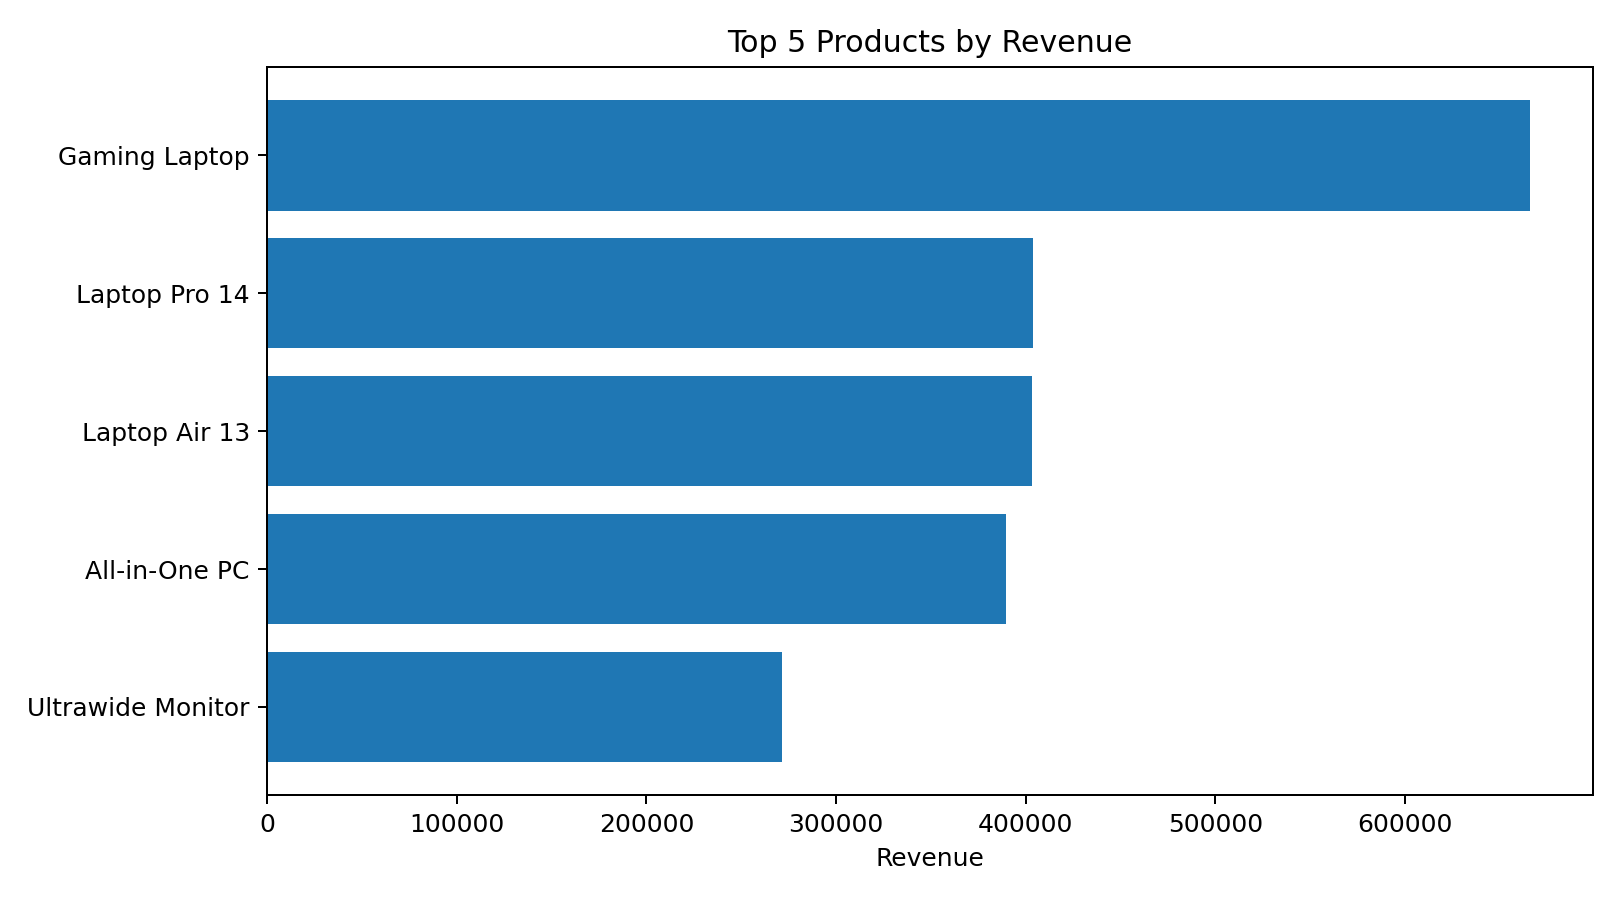 Top 5 Products by Revenue
Gaming Laptop
Laptop Pro 14
Laptop Air 13
All-in-One PC
Ultrawide Monitor
0 100000 200000 300000 400000 500000 600000
Revenue